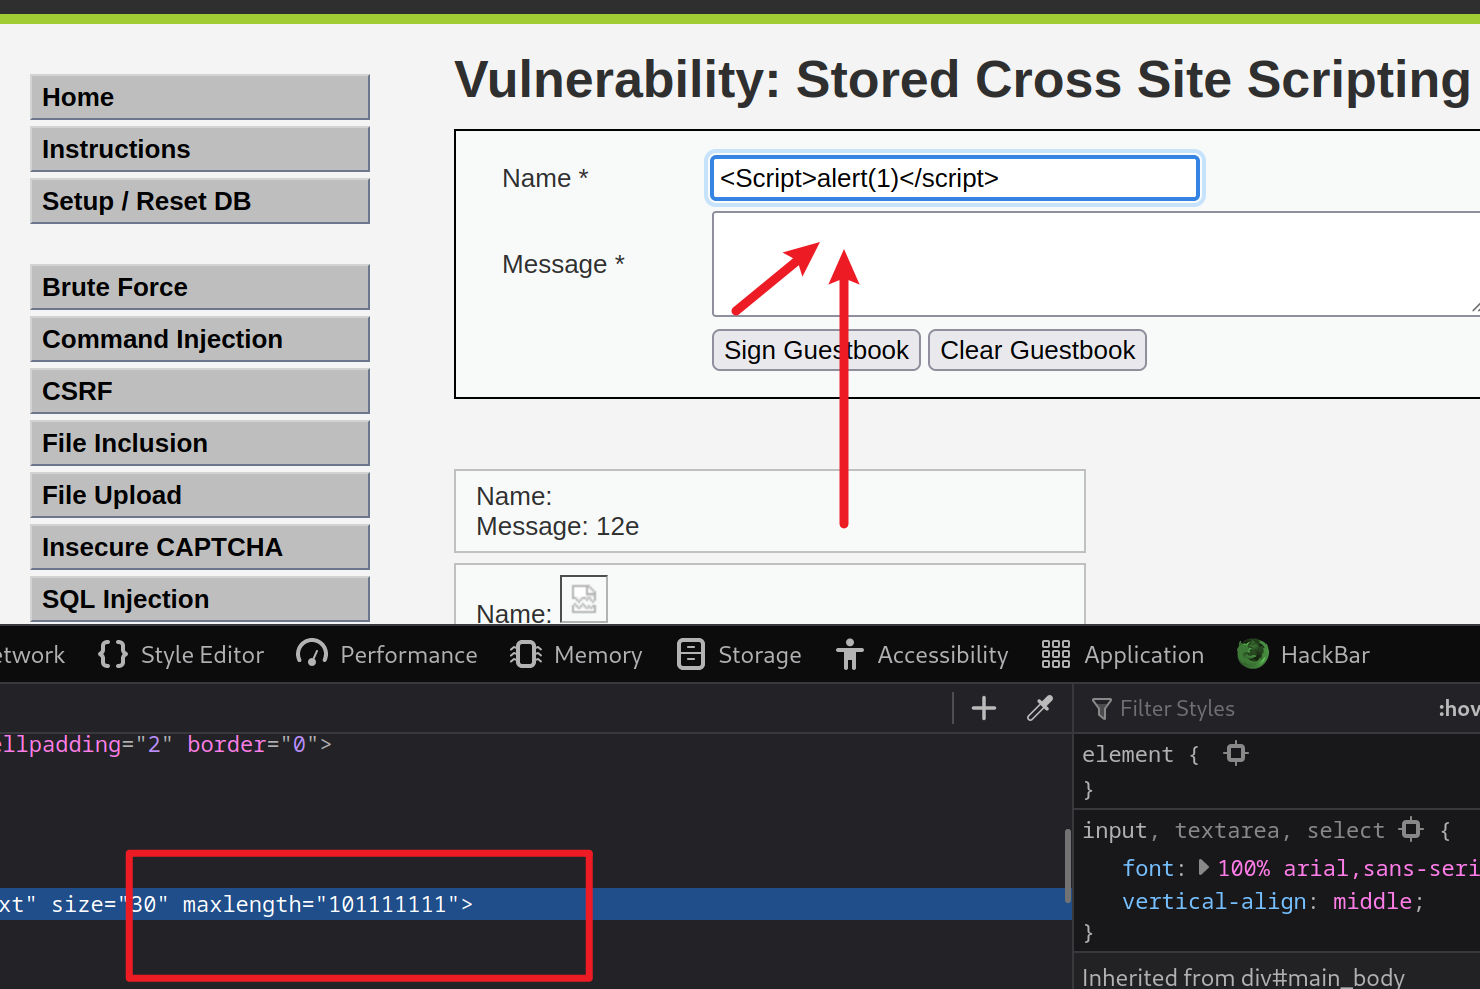 Vulnerability: Stored Cross Site Scripting
Home
Instructions
Setup / Reset DB
Brute Force
Command Injection
CSRF
File Inclusion
File Upload
Insecure CAPTCHA
SQL Injection
Name *
<Script>alert(1)</script>
Message *
Sign Guestbook
Clear Guestbook
Name:
Message: 12e
Name:
etwork
Style Editor
Performance
Memory
Storage
Accessibility
Application
HackBar
Filter Styles
:hov
ellpadding="2" border="0">
xt" size="30" maxlength="101111111">
element {
}
input, textarea, select {
font: 100% arial,sans-seri
vertical-align: middle;
}
Inherited from div#main_body